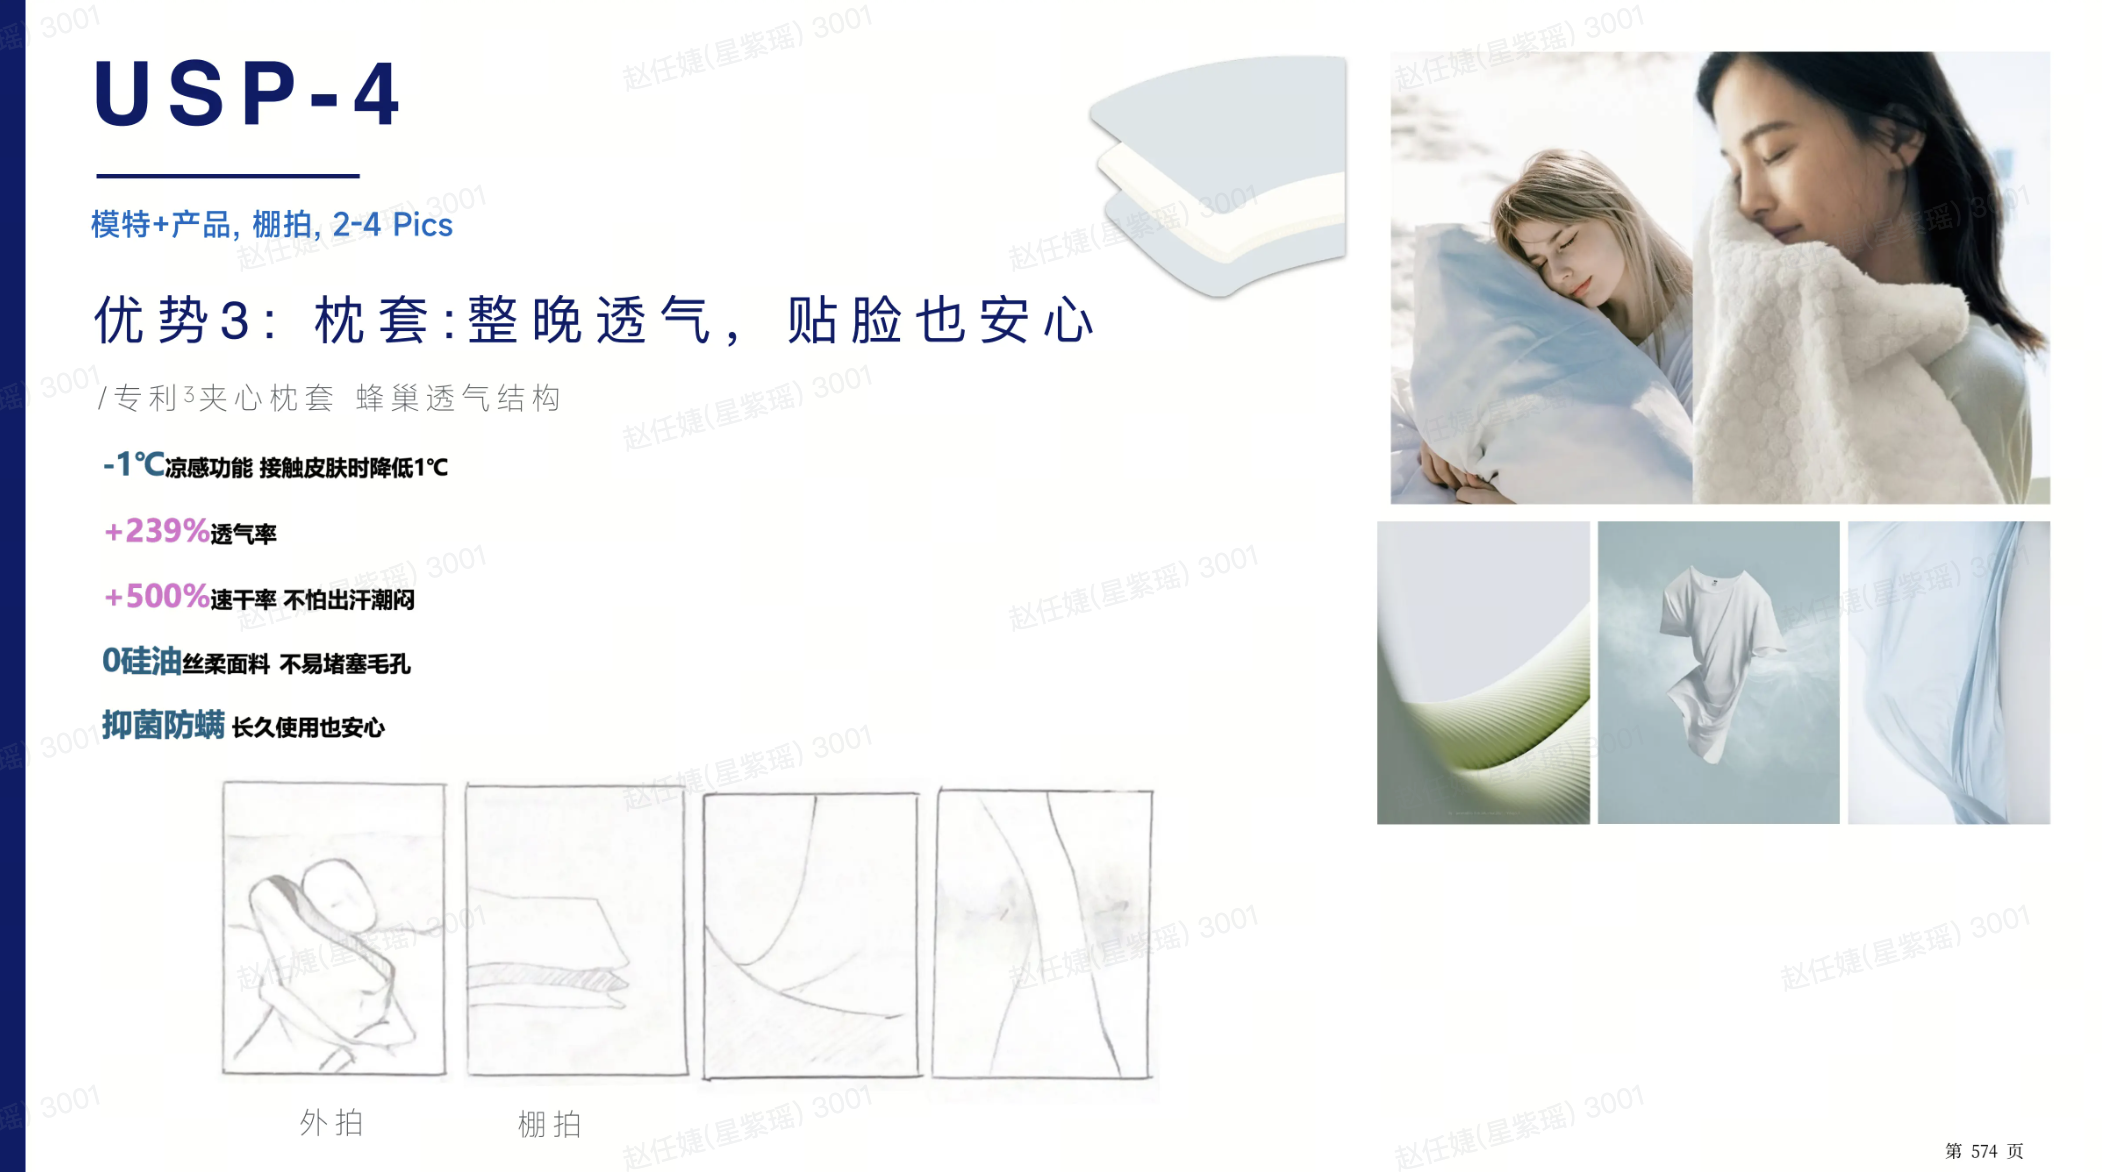 USP-4
模特+产品, 棚拍, 2-4 Pics
优势3: 枕套:整晚透气, 贴脸也安心
/专利³夹心枕套 蜂巢透气结构
-1℃凉感功能 接触皮肤时降低1℃
+239%透气率
+500%速干率 不怕出汗潮闷
0硅油丝柔面料 不易堵塞毛孔
抑菌防螨 长久使用也安心
外拍
棚拍
第 574 页
赵任婕(星紫瑶) 3001